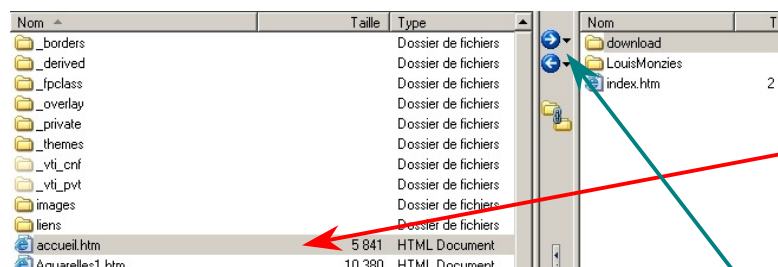 Nom Taille Type Nom T
_borders Dossier de fichiers download
_derived Dossier de fichiers LouisMonzies
_fpclass Dossier de fichiers index.htm 2
_overlay Dossier de fichiers
_private Dossier de fichiers
_themes Dossier de fichiers
_vti_cnf Dossier de fichiers
_vti_pvt Dossier de fichiers
images Dossier de fichiers
liens Dossier de fichiers
accueil.htm 5 841 HTML Document
Aquarelles1.htm 10 380 HTML Document